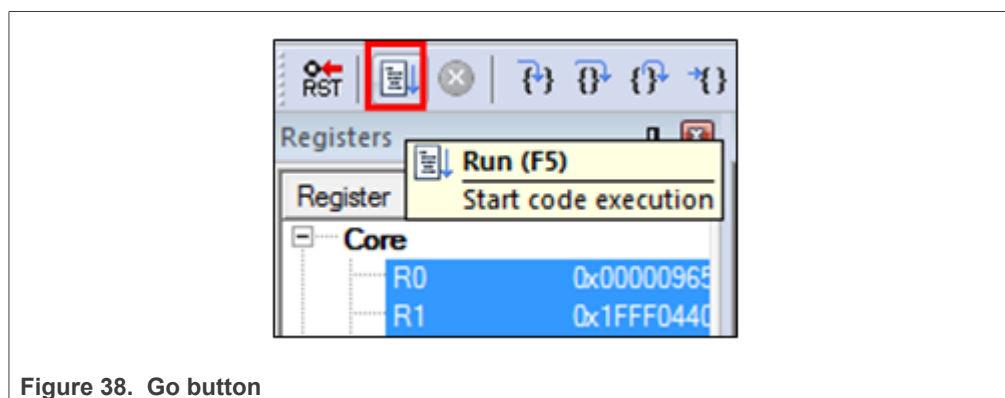 RST
{} {} {} {}
Registers
Run (F5)
Register
Start code execution
Core
R0 0x00000965
R1 0x1FFF0440
Figure 38. Go button